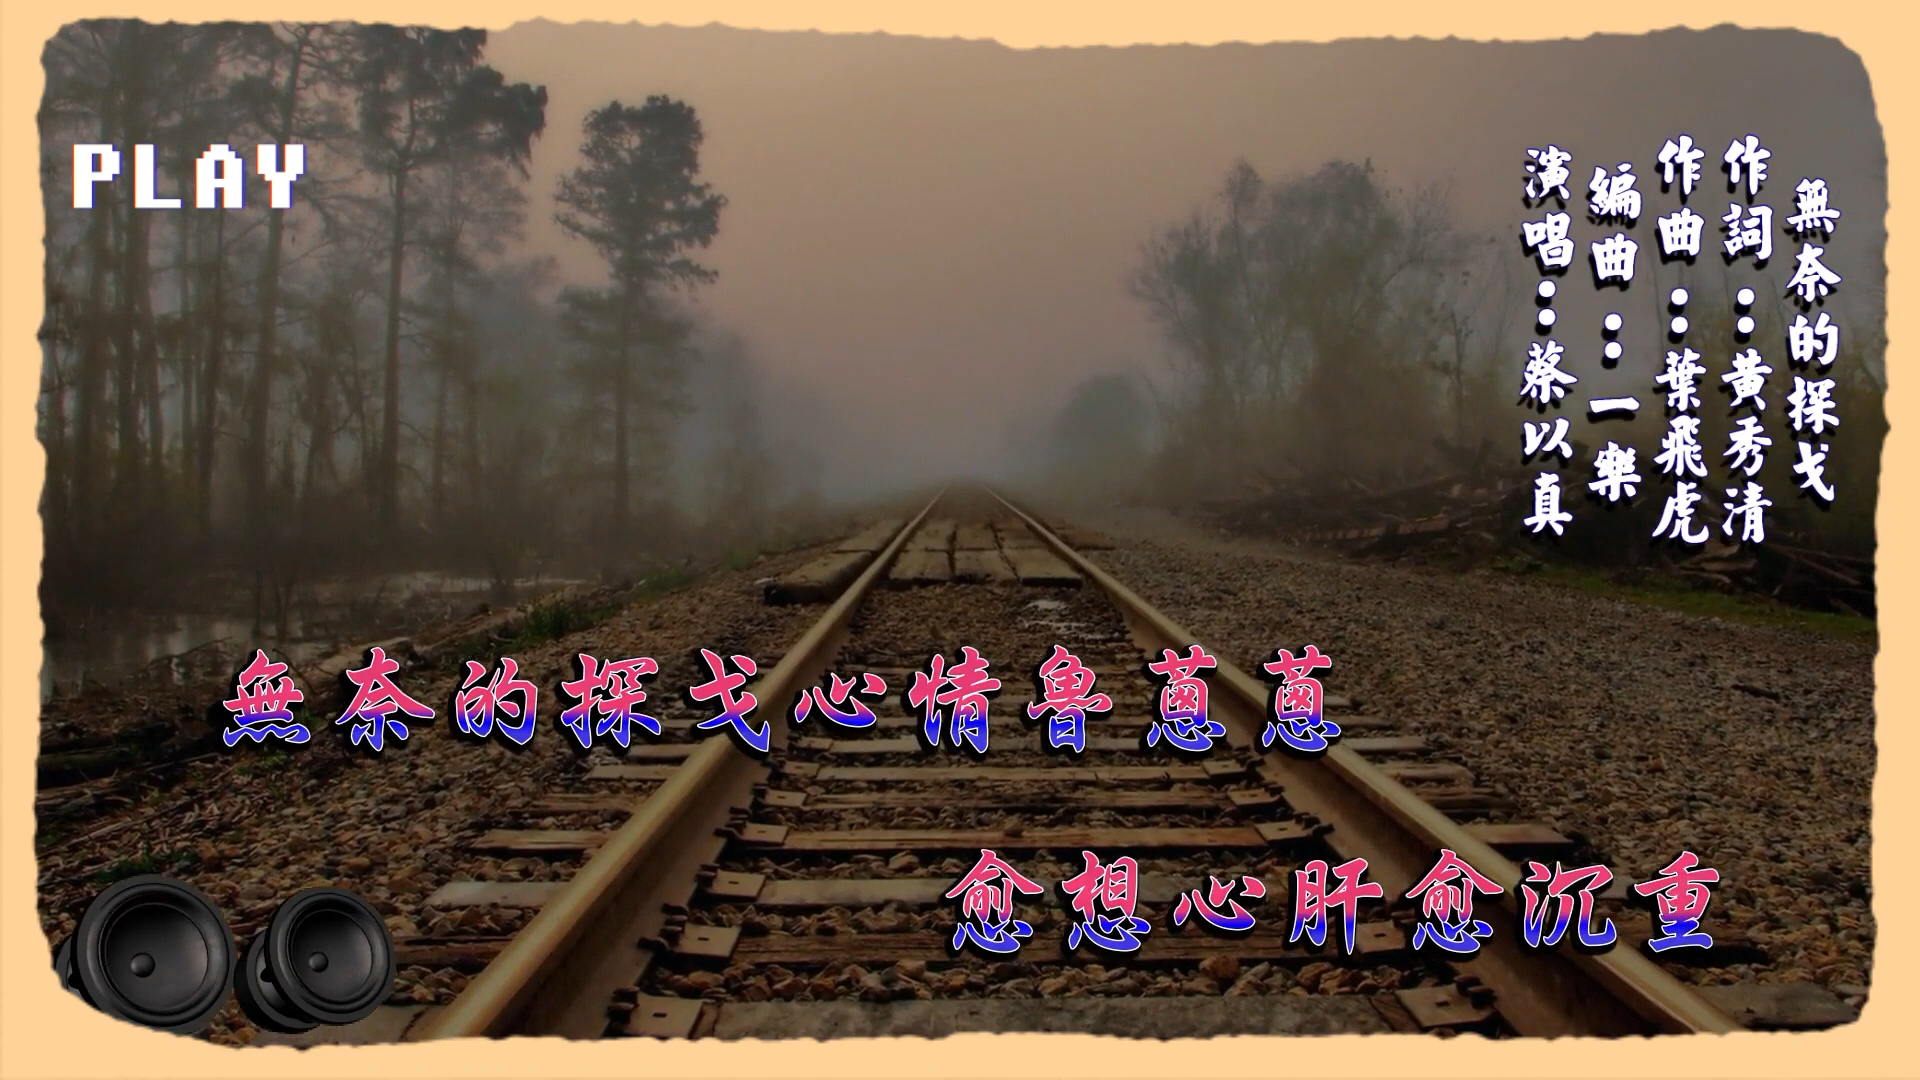 PLAY
無奈的探戈
作詞：黃秀清
作曲：葉飛虎
編曲：一樂
演唱：蔡以真
無奈的探戈心情魯蔥蔥
愈想心肝愈沉重